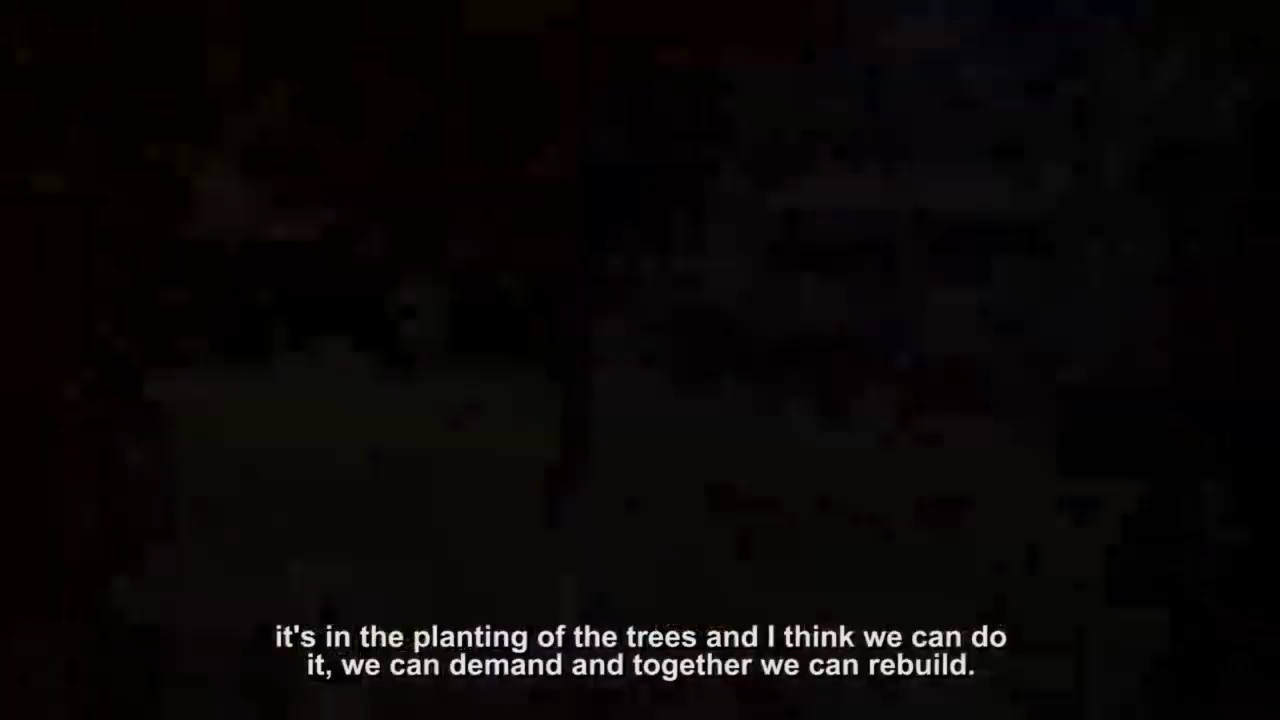 it's in the planting of the trees and I think we can do
it, we can demand and together we can rebuild.